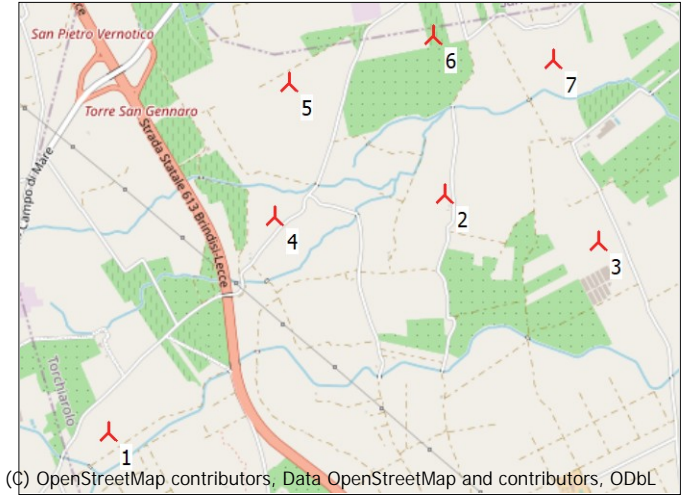 ce
San Pietro Vernotico
6
7
5
Torre San Gennaro
Strada Statale 613 Brindisi-Lecce
Campo di Mare
2
4
3
Torchiarolo
1
(C) OpenStreetMap contributors, Data OpenStreetMap and contributors, ODbL